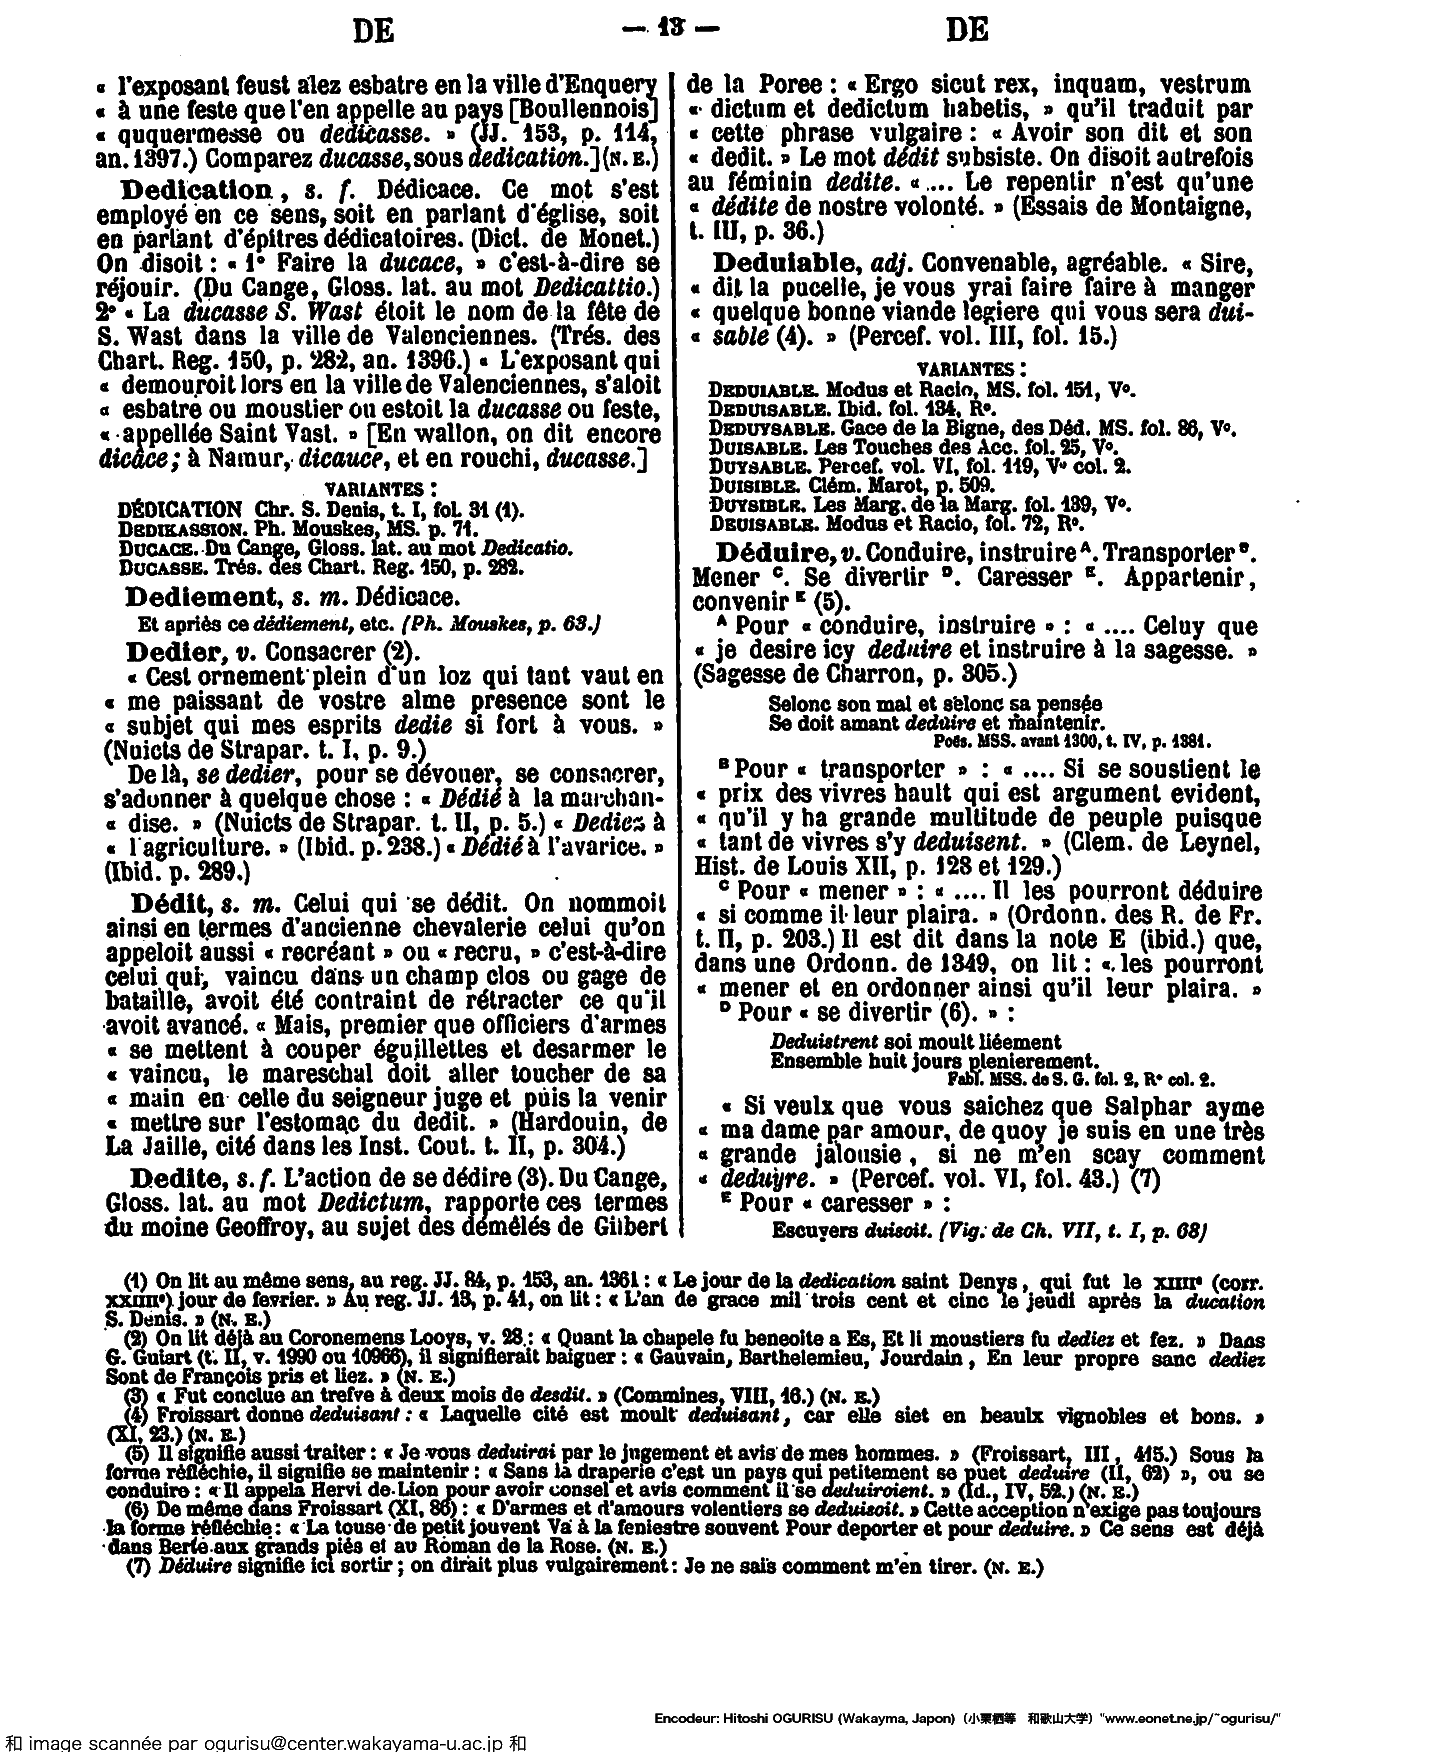 DE — 13 — DE
« l'exposant feust alez esbatre en la ville d'Enquery
« à une feste que l'en appelle au pays [Boullennois]
« ququermesse ou dedicasse. » (JJ. 153, p. 114,
an. 1397.) Comparez ducasse, sous dedication.] (N. E.)
Dedication, s. f. Dédicace. Ce mot s'est
employé en ce sens, soit en parlant d'église, soit
en parlant d'épitres dédicatoires. (Dict. de Monet.)
On disoit : « 1° Faire la ducace, » c'est-à-dire se
réjouir. (Du Cange, Gloss. lat. au mot Dedicattio.)
2° « La ducasse S. Wast étoit le nom de la fête de
S. Wast dans la ville de Valenciennes. (Trés. des
Chart. Reg. 150, p. 282, an. 1396.) « L'exposant qui
« demouroit lors en la ville de Valenciennes, s'aloit
« esbatre ou moustier ou estoit la ducasse ou feste,
« appellée Saint Vast. » [En wallon, on dit encore
dicâce; à Namur, dicauce, et en rouchi, ducasse.]
VARIANTES :
DÉDICATION Chr. S. Denis, t. I, fol. 31 (1).
DEDIKASSION. Ph. Mouskes, MS. p. 71.
DUCACE. Du Cange, Gloss. lat. au mot Dedicatio.
DUCASSE. Trés. des Chart. Reg. 150, p. 282.
Dediement, s. m. Dédicace.
Et apriès ce dédiement, etc. (Ph. Mouskes, p. 63.)
Dedier, v. Consacrer (2).
« Cest ornement plein d'un loz qui tant vaut en
« me paissant de vostre alme presence sont le
« subjet qui mes esprits dedie si fort à vous. »
(Nuicts de Strapar. t. I, p. 9.)
De là, se dedier, pour se dévouer, se consacrer,
s'adonner à quelque chose : « Dédié à la marchan-
« dise. » (Nuicts de Strapar. t. II, p. 5.) « Dediez à
« l'agriculture. » (Ibid. p. 238.) « Dédié à l'avarice. »
(Ibid. p. 289.)
Dédit, s. m. Celui qui se dédit. On nommoit
ainsi en termes d'ancienne chevalerie celui qu'on
appeloit aussi « recréant » ou « recru, » c'est-à-dire
celui qui, vaincu dans un champ clos ou gage de
bataille, avoit été contraint de rétracter ce qu'il
avoit avancé. « Mais, premier que officiers d'armes
« se mettent à couper éguillettes et desarmer le
« vaincu, le mareschal doit aller toucher de sa
« main en celle du seigneur juge et puis la venir
« mettre sur l'estomac du dedit. » (Hardouin, de
La Jaille, cité dans les Inst. Cout. t. II, p. 304.)
Dedite, s. f. L'action de se dédire (3). Du Cange,
Gloss. lat. au mot Dedictum, rapporte ces termes
du moine Geoffroy, au sujet des démêlés de Gilbert
de la Poree : « Ergo sicut rex, inquam, vestrum
« dictum et dedictum habetis, » qu'il traduit par
« cette phrase vulgaire : « Avoir son dit et son
« dedit. » Le mot dédit subsiste. On disoit autrefois
au féminin dedite. « .... Le repentir n'est qu'une
« dédite de nostre volonté. » (Essais de Montaigne,
t. III, p. 36.)
Deduiable, adj. Convenable, agréable. « Sire,
« dit la pucelle, je vous yrai faire faire à manger
« quelque bonne viande legiere qui vous sera dui-
« sable (4). » (Percef. vol. III, fol. 15.)
VARIANTES :
DEDUIABLE. Modus et Racio, MS. fol. 151, V°.
DEDUISABLE. Ibid. fol. 134, R°.
DEDUYSABLE. Gace de la Bigne, des Déd. MS. fol. 86, V°.
DUISABLE. Les Touches des Acc. fol. 25, V°.
DUYSABLE. Percef. vol. VI, fol. 119, V° col. 2.
DUISIBLE. Clém. Marot, p. 509.
DUYSIBLE. Les Marg. de la Marg. fol. 139, V°.
DEUISABLE. Modus et Racio, fol. 72, R°.
Déduire, v. Conduire, instruire A. Transporter B.
Mener C. Se divertir D. Caresser E. Appartenir,
convenir E (5).
A Pour « conduire, instruire » : « .... Celuy que
« je desire icy deduire et instruire à la sagesse. »
(Sagesse de Charron, p. 305.)
Selonc son mal et selonc sa pensée
Se doit amant deduire et maintenir.
Poës. MSS. avant 1300, t. IV, p. 1381.
B Pour « transporter » : « .... Si se soustient le
« prix des vivres hault qui est argument evident,
« qu'il y ha grande multitude de peuple puisque
« tant de vivres s'y deduisent. » (Clem. de Leynel,
Hist. de Louis XII, p. 128 et 129.)
C Pour « mener » : « .... Il les pourront déduire
« si comme il leur plaira. » (Ordonn. des R. de Fr.
t. II, p. 203.) Il est dit dans la note E (ibid.) que,
dans une Ordonn. de 1349, on lit : « les pourront
« mener et en ordonner ainsi qu'il leur plaira. »
D Pour « se divertir (6). » :
Deduistrent soi moult liéement
Ensemble huit jours plenierement.
Fabl. MSS. de S. G. fol. 2, R° col. 2.
« Si veulx que vous saichez que Salphar ayme
« ma dame par amour, de quoy je suis en une très
« grande jalousie, si ne m'en scay comment
« deduyre. » (Percef. vol. VI, fol. 43.) (7)
E Pour « caresser » :
Escuyers duisoit. (Vig. de Ch. VII, t. I, p. 68)
(1) On lit au même sens, au reg. JJ. 84, p. 153, an. 1361 : « Le jour de la dedication saint Denys, qui fut le XIIIIe (corr.
XXIIIIe) jour de fevrier. » Au reg. JJ. 13, p. 41, on lit : « L'an de grace mil trois cent et cinc le jeudi après la ducation
S. Denis. » (N. E.)
(2) On lit déjà au Coronemens Looys, v. 28 : « Quant la chapele fu beneoite a Es, Et li moustiers fu dediez et fez. » Dans
G. Guiart (t. II, v. 1990 ou 10966), il signifierait baigner : « Gauvain, Barthelemieu, Jourdain, En leur propre sanc dediez
Sont de François pris et liez. » (N. E.)
(3) « Fut conclue an trefve à deux mois de desdit. » (Commines, VIII, 16.) (N. E.)
(4) Froissart donne deduisant : « Laquelle cité est moult deduisant, car elle siet en beaulx vignobles et bons. »
(XI, 23.) (N. E.)
(5) Il signifie aussi traiter : « Je vous deduirai par le jugement et avis de mes hommes. » (Froissart, III, 415.) Sous la
forme réfléchie, il signifie se maintenir : « Sans la draperie c'est un pays qui petitement se puet deduire (II, 62) », ou se
conduire : « Il appela Hervi de Lion pour avoir consel et avis comment il se deduiroient. » (Id., IV, 52.) (N. E.)
(6) De même dans Froissart (XI, 86) : « D'armes et d'amours volentiers se deduisoit. » Cette acception n'exige pas toujours
la forme réfléchie : « La touse de petit jouvent Va à la feniestre souvent Pour deporter et pour deduire. » Ce sens est déjà
dans Berte aux grands piés et au Roman de la Rose. (N. E.)
(7) Déduire signifie ici sortir ; on dirait plus vulgairement : Je ne sais comment m'en tirer. (N. E.)
Encodeur: Hitoshi OGURISU (Wakayma, Japon)（小栗栖等　和歌山大学）"www.eonet.ne.jp/~ogurisu/"
和 image scannée par ogurisu@center.wakayama-u.ac.jp 和